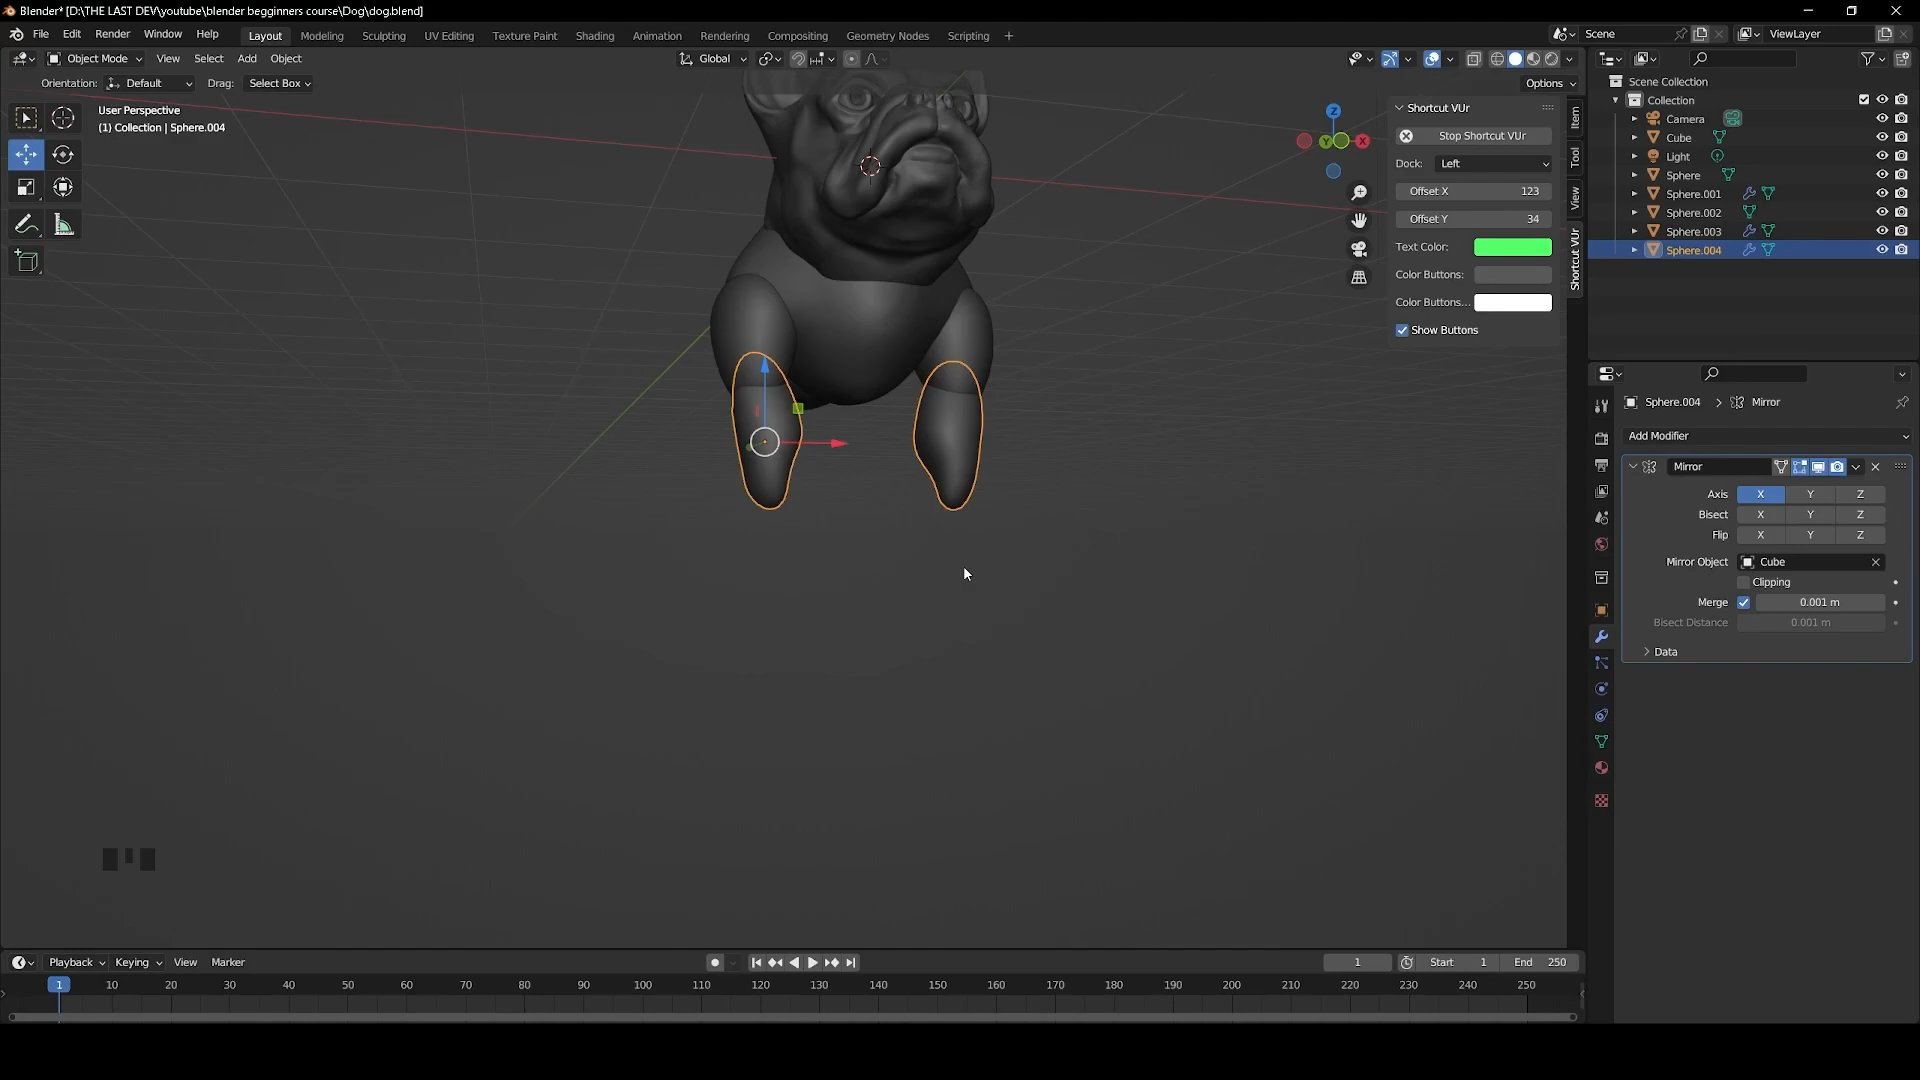 Blender* [D:\THE LAST DEV\youtube\blender begginners course\Dog\dog.blend]
File Edit Render Window Help Layout Modeling Sculpting UV Editing Texture Paint Shading Animation Rendering Compositing Geometry Nodes Scripting + Scene ViewLayer
Object Mode View Select Add Object Global
Orientation: Default Drag: Select Box Options
User Perspective
(1) Collection | Sphere.004
Z
Y X
Shortcut VUr
Stop Shortcut VUr
Dock: Left
Offset X 123
Offset Y 34
Text Color:
Color Buttons:
Color Buttons...
Show Buttons
Item
Tool
View
Shortcut VUr
Scene Collection
Collection
Camera
Cube
Light
Sphere
Sphere.001
Sphere.002
Sphere.003
Sphere.004
Sphere.004 > Mirror
Add Modifier
Mirror
Axis X Y Z
Bisect X Y Z
Flip X Y Z
Mirror Object Cube
Clipping
Merge 0.001 m
Bisect Distance 0.001 m
Data
Playback Keying View Marker 1 Start 1 End 250
1 10 20 30 40 50 60 70 80 90 100 110 120 130 140 150 160 170 180 190 200 210 220 230 240 250